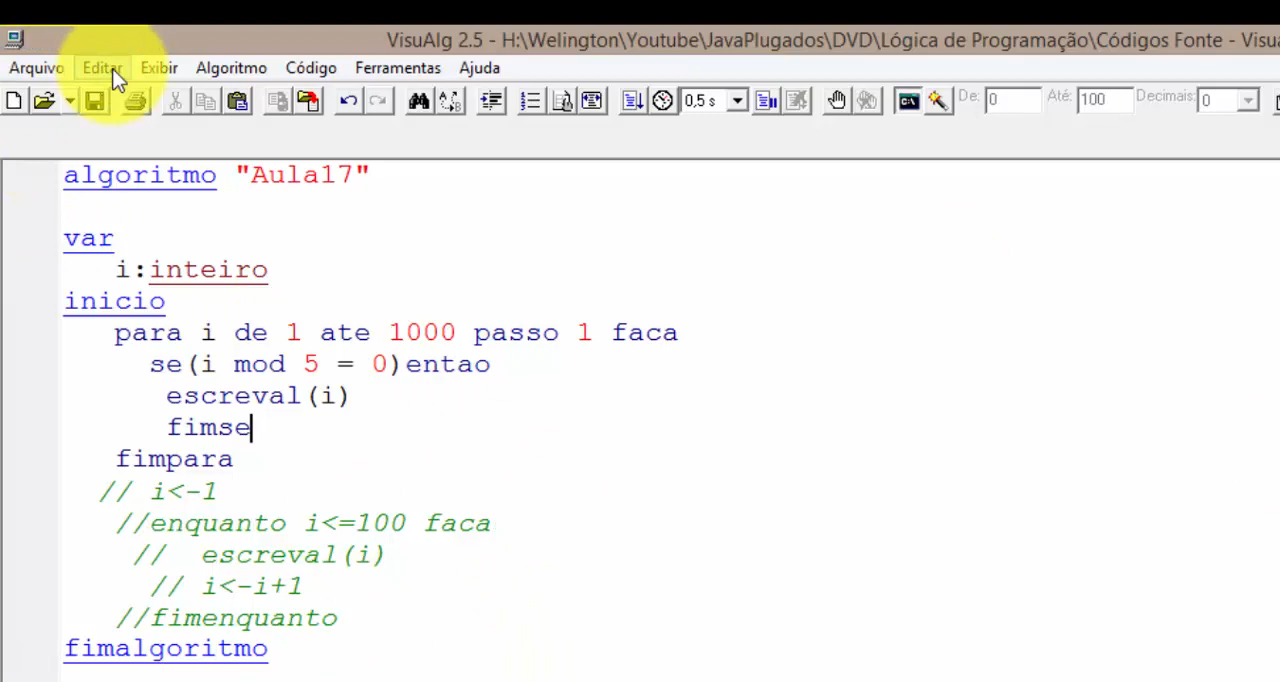 VisuAlg 2.5 - H:\Welington\Youtube\JavaPlugados\DVD\Lógica de Programação\Códigos Fonte - Visua
Arquivo Editar Exibir Algoritmo Código Ferramentas Ajuda
0,5 s De: 0 Até: 100 Decimais: 0
algoritmo "Aula17"
var
i:inteiro
inicio
para i de 1 ate 1000 passo 1 faca
se(i mod 5 = 0)entao
escreval(i)
fimse
fimpara
// i<-1
//enquanto i<=100 faca
// escreval(i)
// i<-i+1
//fimenquanto
fimalgoritmo